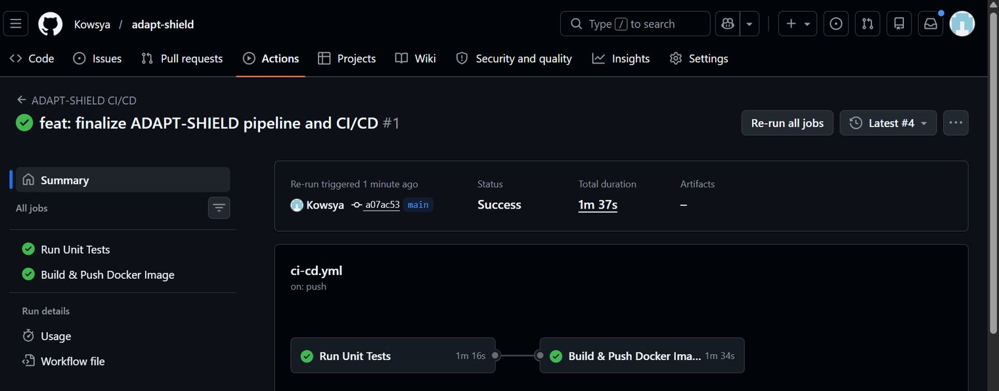 Kowsya / adapt-shield
Type / to search
Code Issues Pull requests Actions Projects Wiki Security and quality Insights Settings
ADAPT-SHIELD CI/CD
feat: finalize ADAPT-SHIELD pipeline and CI/CD #1
Re-run all jobs
Latest #4
Summary
All jobs
Run Unit Tests
Build & Push Docker Image
Run details
Usage
Workflow file
Re-run triggered 1 minute ago
Kowsya a07ac53 main
Status
Success
Total duration
1m 37s
Artifacts
–
ci-cd.yml
on: push
Run Unit Tests 1m 16s
Build & Push Docker Ima... 1m 34s